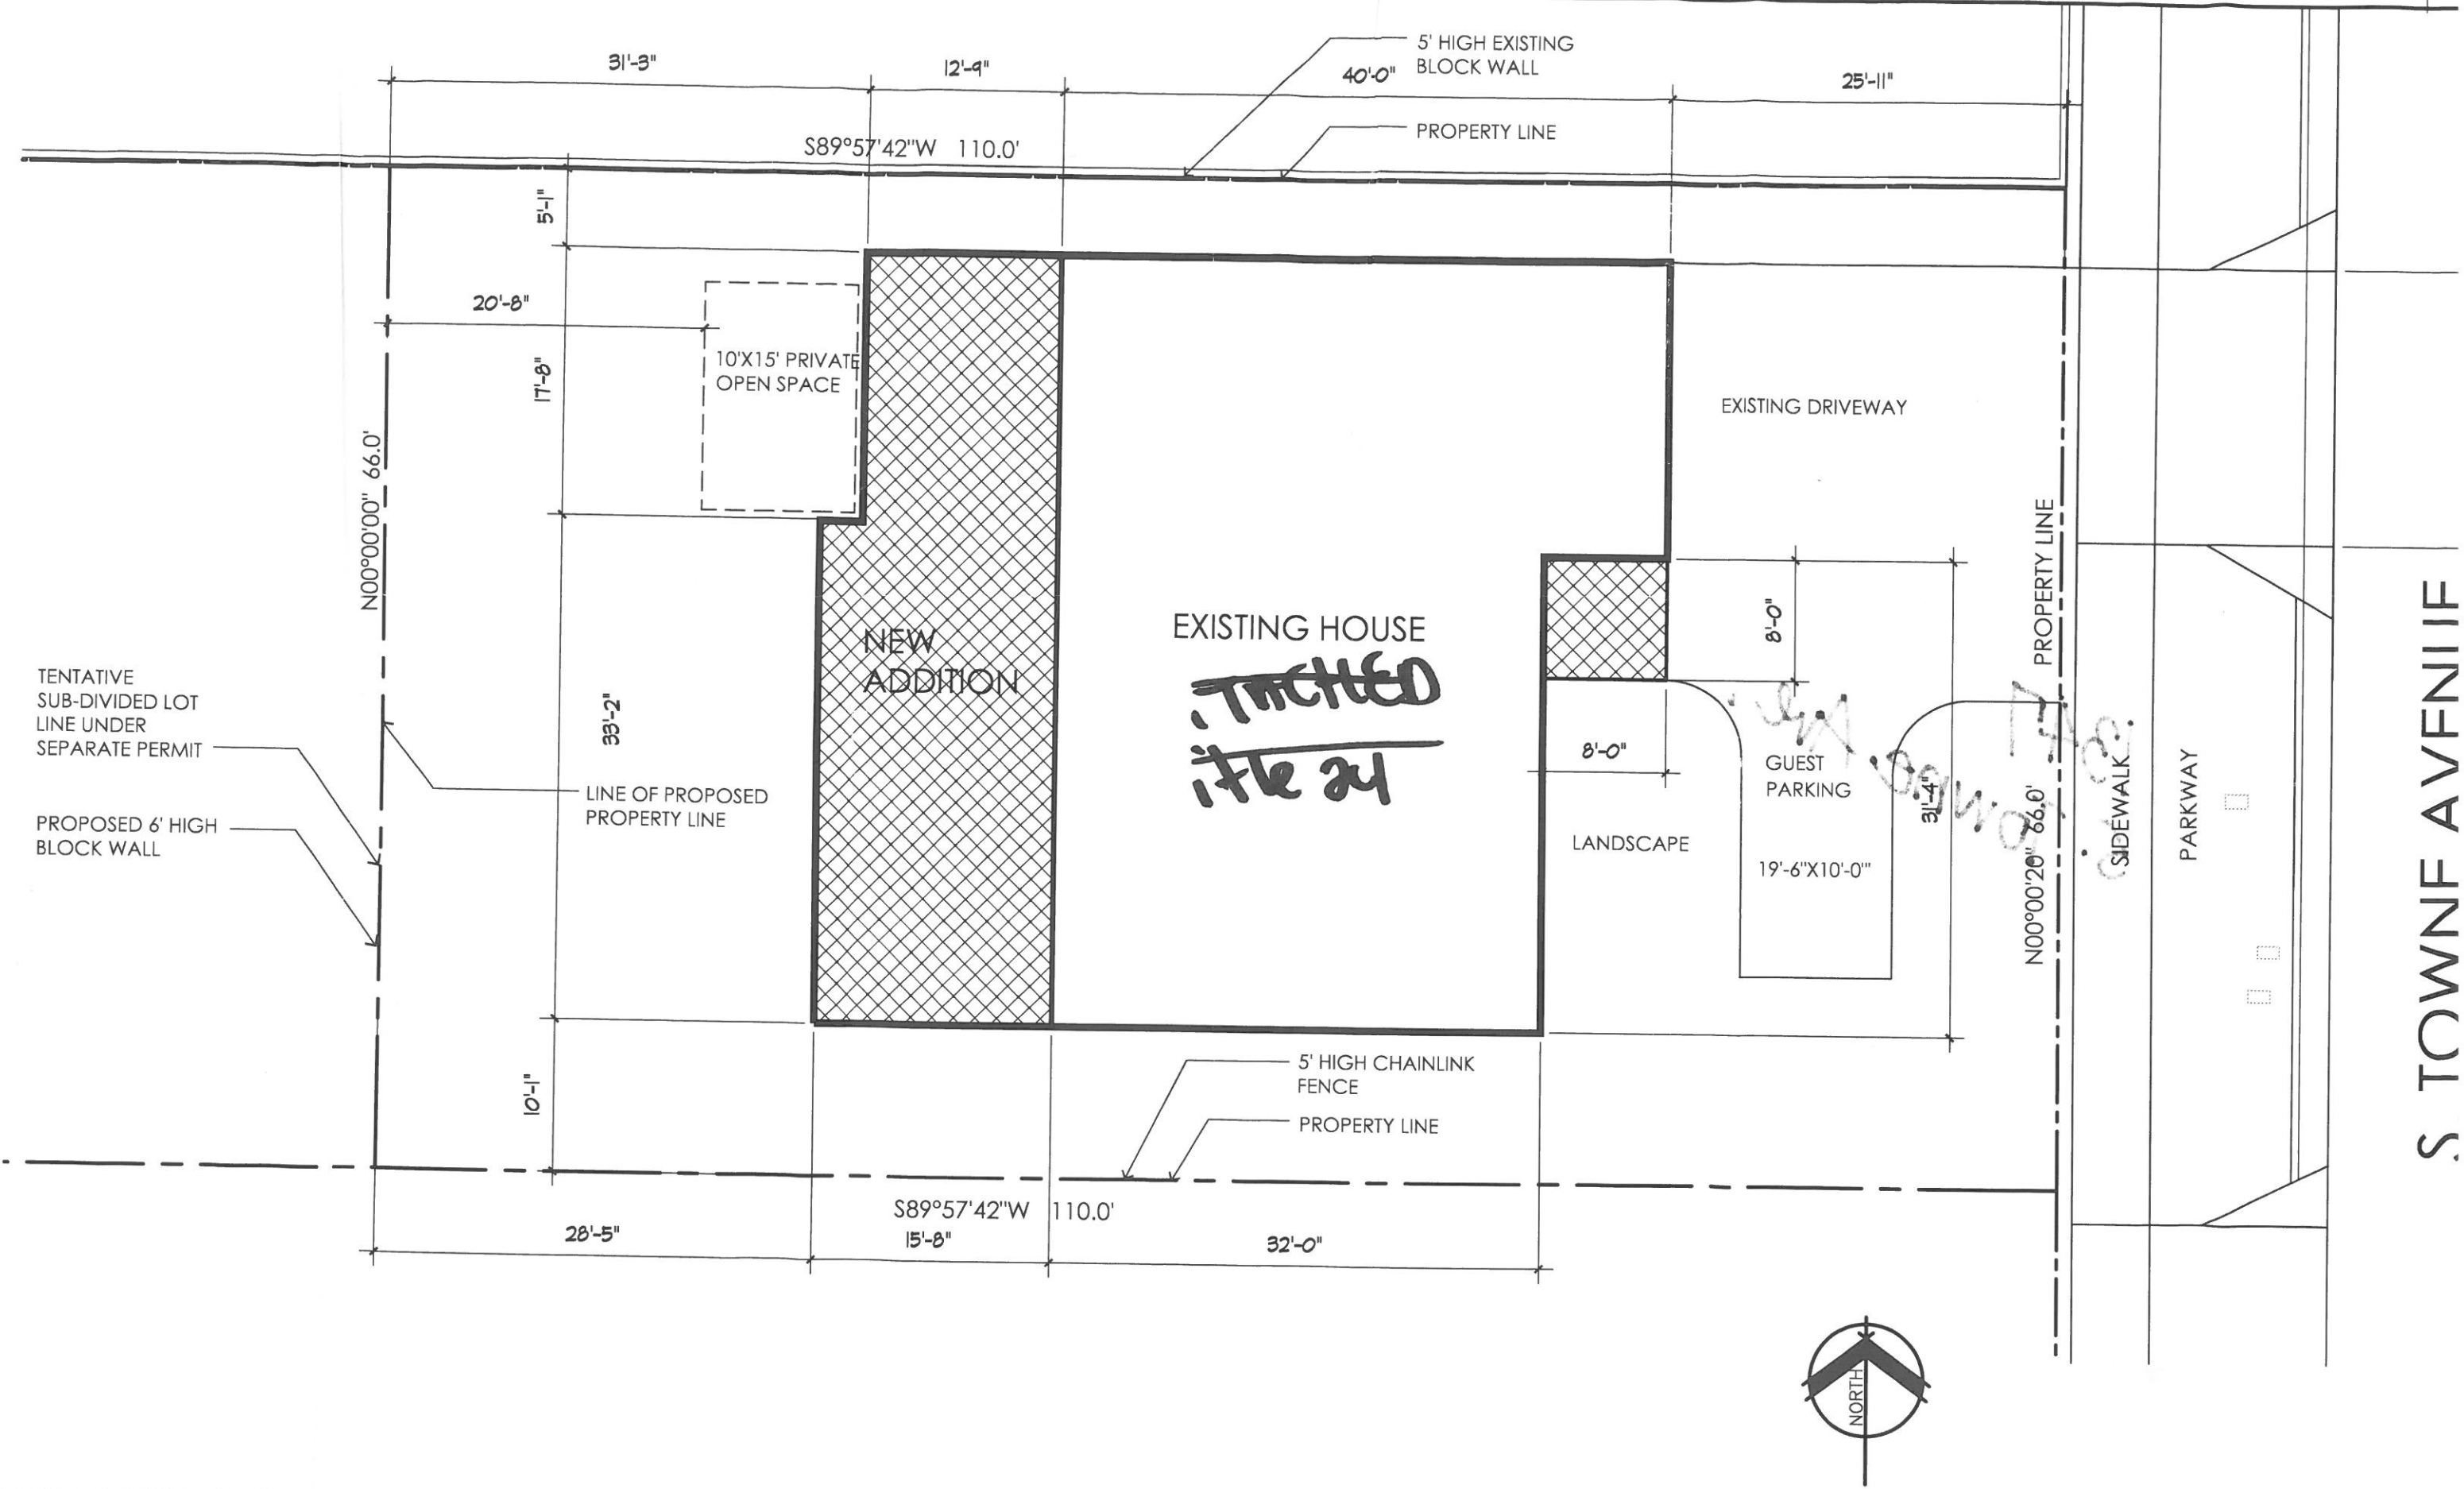 31'-3"
12'-9"
40'-0"
25'-11"
5' HIGH EXISTING
BLOCK WALL
PROPERTY LINE
S89°57'42"W 110.0'
5'-1"
20'-8"
17'-8"
10'X15' PRIVATE
OPEN SPACE
EXISTING DRIVEWAY
N00°00'00" 66.0'
PROPERTY LINE
8'-0"
EXISTING HOUSE
NEW
ADDITION
33'-2"
TENTATIVE
SUB-DIVIDED LOT
LINE UNDER
SEPARATE PERMIT
PROPOSED 6' HIGH
BLOCK WALL
LINE OF PROPOSED
PROPERTY LINE
8'-0"
GUEST
PARKING
19'-6"X10'-0"'
LANDSCAPE
31'-4"
N00°00'20" 66.0'
SIDEWALK
PARKWAY
S TOWNE AVENUE
10'-1"
5' HIGH CHAINLINK
FENCE
PROPERTY LINE
S89°57'42"W 110.0'
28'-5"
15'-8"
32'-0"
NORTH